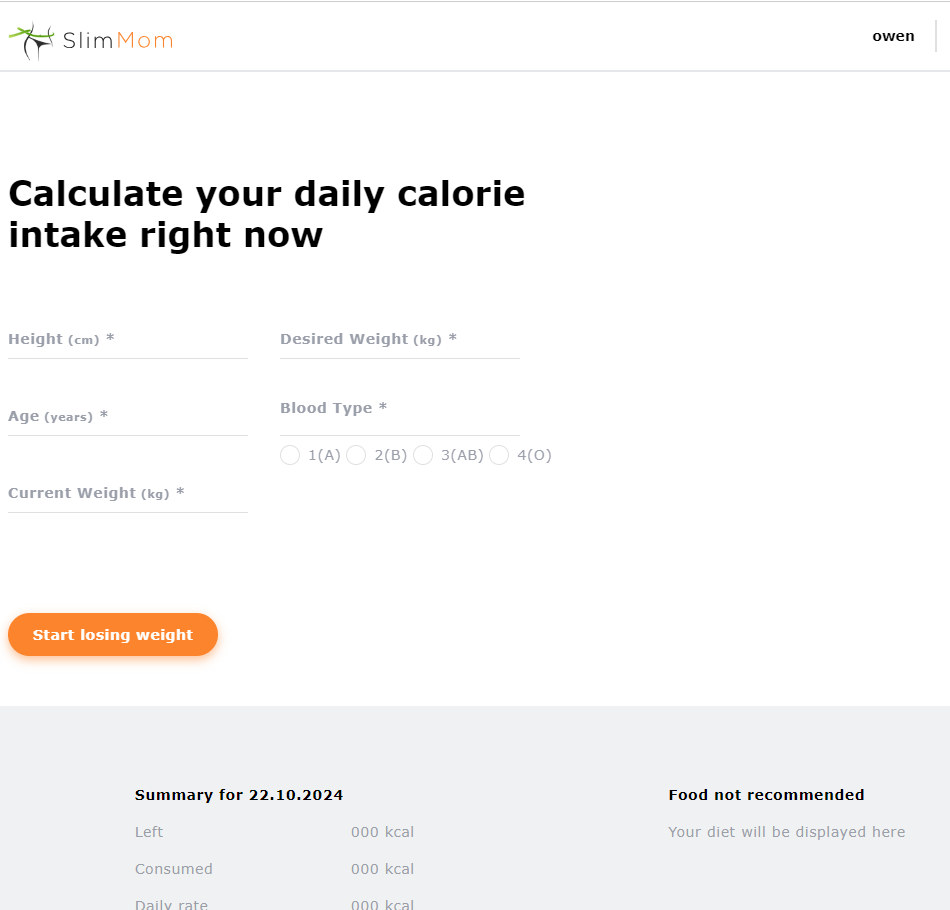 SlimMom
owen
Calculate your daily calorie
intake right now
Height (cm) *
Desired Weight (kg) *
Age (years) *
Blood Type *
1(A) 2(B) 3(AB) 4(O)
Current Weight (kg) *
Start losing weight
Summary for 22.10.2024
Left 000 kcal
Consumed 000 kcal
Daily rate 000 kcal
Food not recommended
Your diet will be displayed here